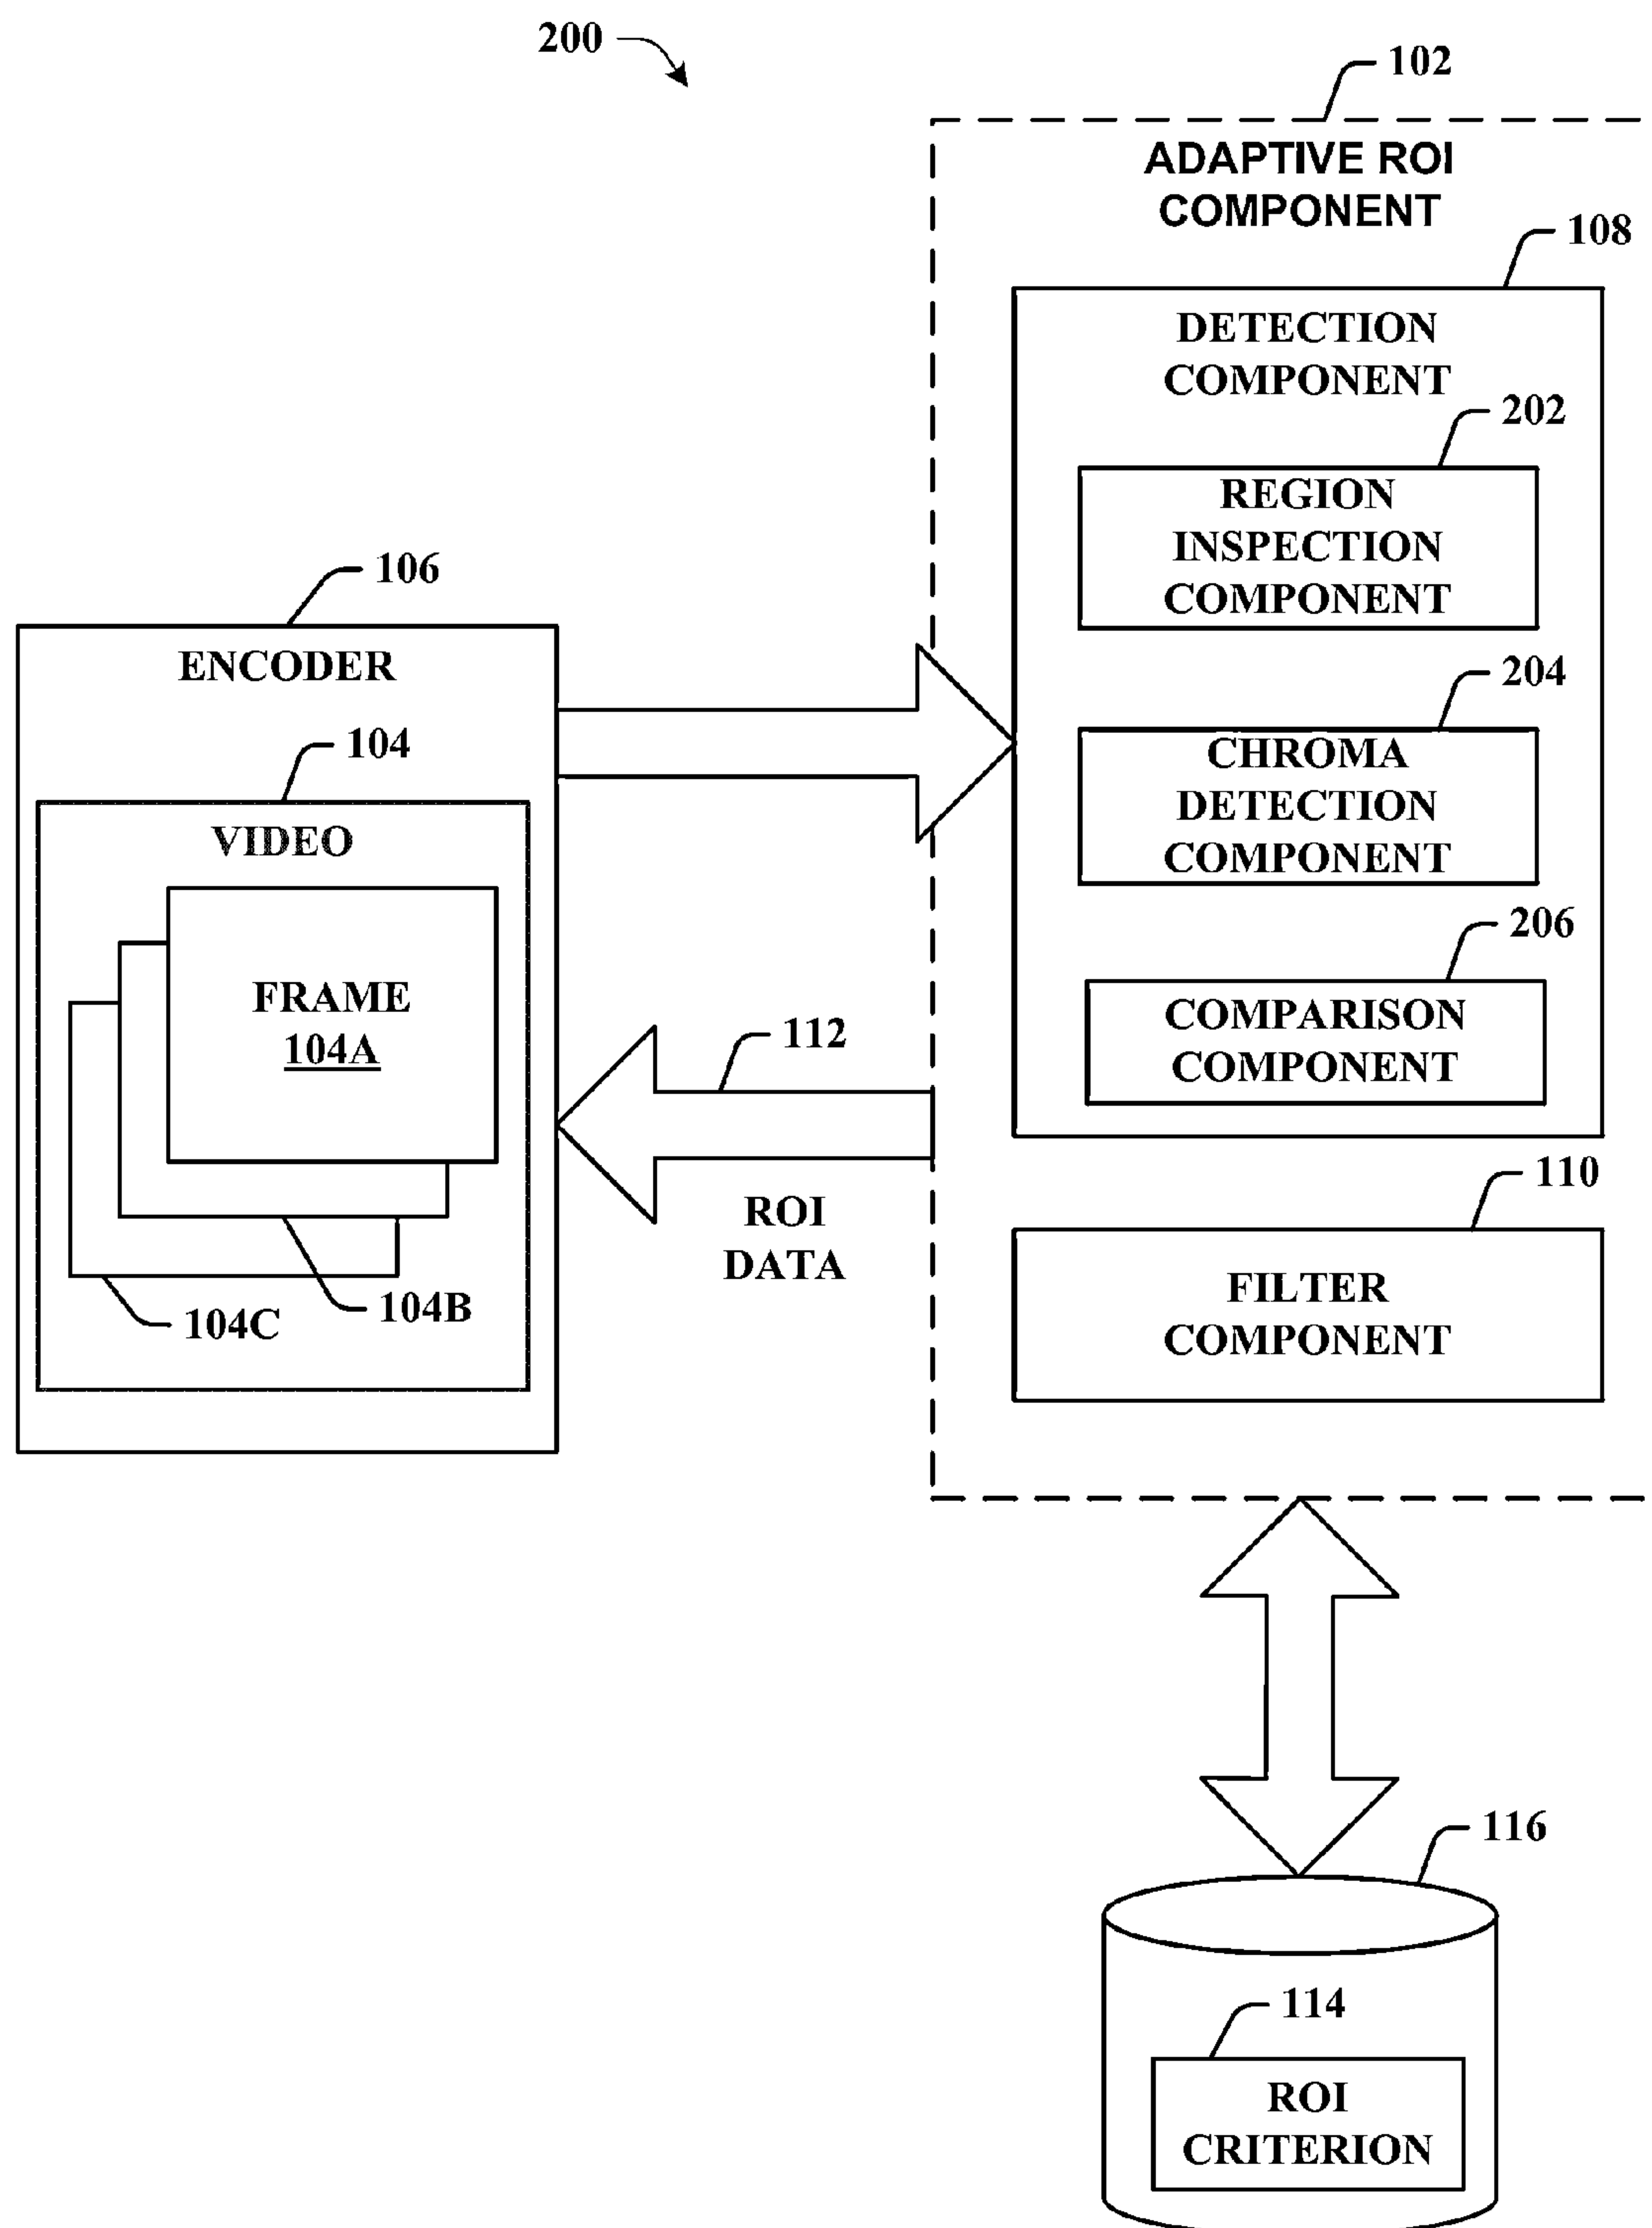 200
102
ADAPTIVE ROI
COMPONENT
108
DETECTION
COMPONENT
202
REGION
INSPECTION
COMPONENT
204
CHROMA
DETECTION
COMPONENT
206
COMPARISON
COMPONENT
110
FILTER
COMPONENT
106
ENCODER
104
VIDEO
FRAME
104A
104B
104C
112
ROI
DATA
116
114
ROI
CRITERION